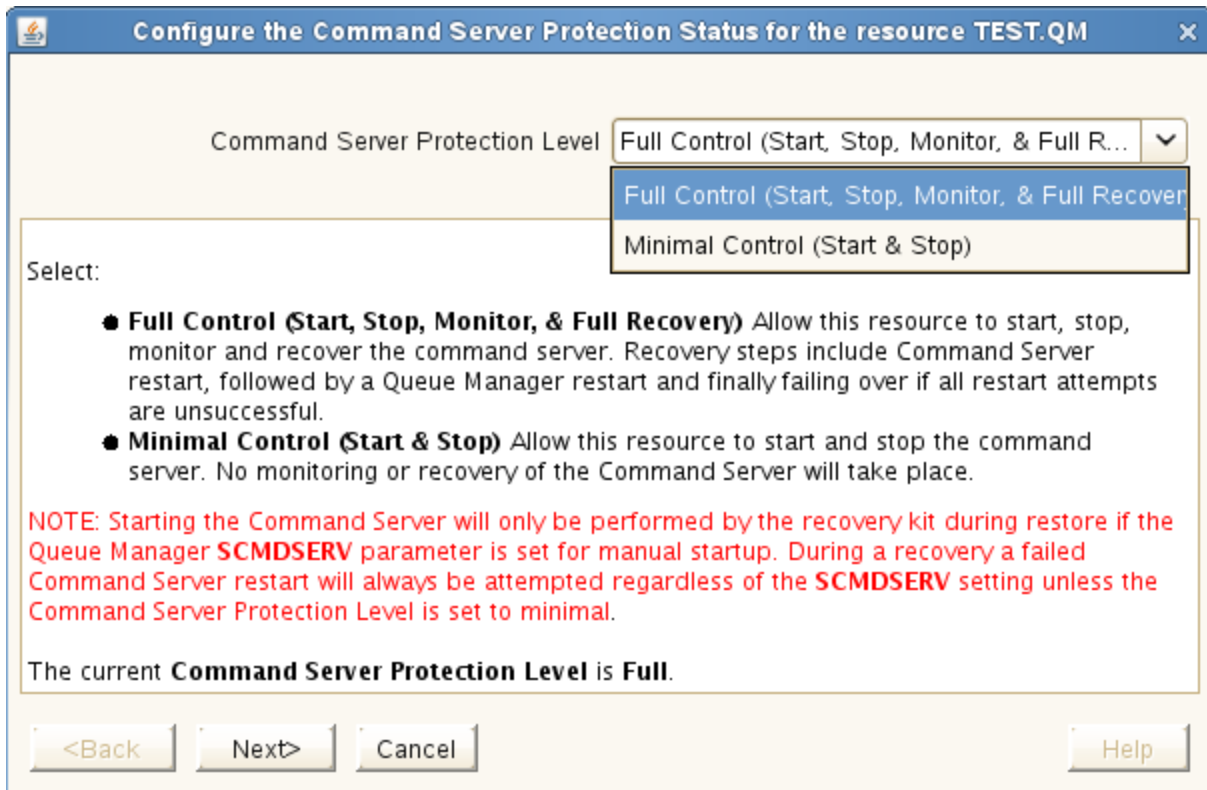 Configure the Command Server Protection Status for the resource TEST.QM
Command Server Protection Level Full Control (Start, Stop, Monitor, & Full R...
Full Control (Start, Stop, Monitor, & Full Recovery
Minimal Control (Start & Stop)
Select:
● Full Control (Start, Stop, Monitor, & Full Recovery) Allow this resource to start, stop,
monitor and recover the command server. Recovery steps include Command Server
restart, followed by a Queue Manager restart and finally failing over if all restart attempts
are unsuccessful.
● Minimal Control (Start & Stop) Allow this resource to start and stop the command
server. No monitoring or recovery of the Command Server will take place.
NOTE: Starting the Command Server will only be performed by the recovery kit during restore if the
Queue Manager SCMDSERV parameter is set for manual startup. During a recovery a failed
Command Server restart will always be attempted regardless of the SCMDSERV setting unless the
Command Server Protection Level is set to minimal.
The current Command Server Protection Level is Full.
<Back Next> Cancel Help